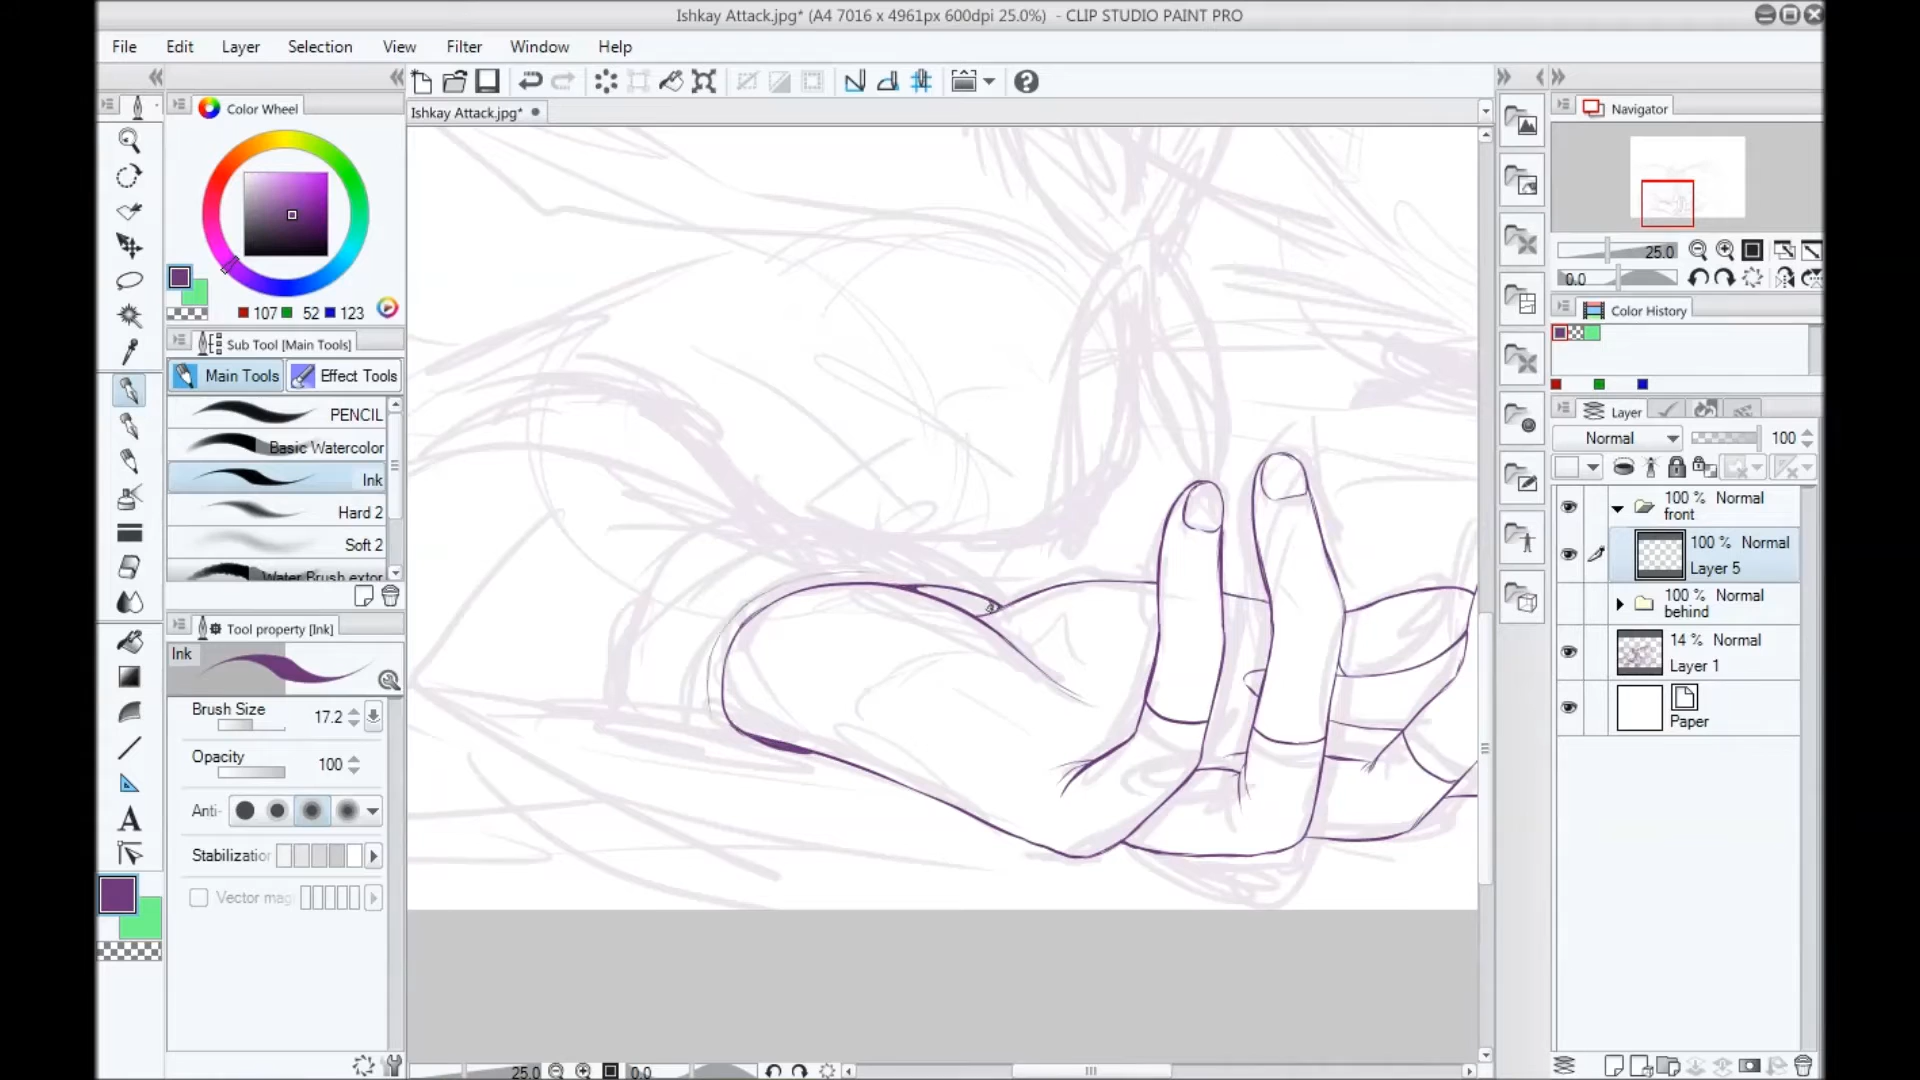 Ishkay Attack.jpg* (A4 7016 x 4961px 600dpi 25.0%) - CLIP STUDIO PAINT PRO
File Edit Layer Selection View Filter Window Help
Color Wheel
Ishkay Attack.jpg*
Navigator
25.0
0.0
107 52 123
Color History
Sub Tool [Main Tools]
Main Tools Effect Tools
PENCIL
Basic Watercolor
Ink
Hard 2
Soft 2
Water Brush extor
Layer
Normal 100
100 % Normal
front
100 % Normal
Layer 5
100 % Normal
behind
14 % Normal
Layer 1
Paper
Tool property [Ink]
Ink
Brush Size 17.2
Opacity 100
Anti-
Stabilization
Vector mag
A
25.0 0.0